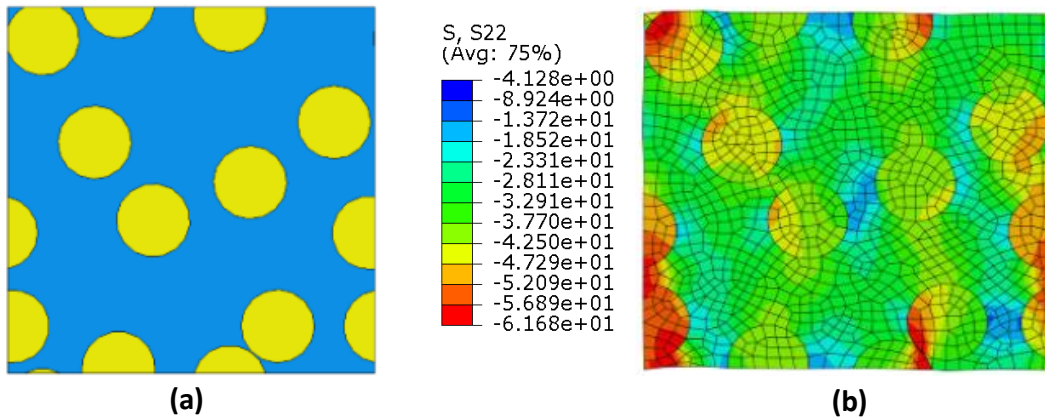 S, S22
(Avg: 75%)
-4.128e+00
-8.924e+00
-1.372e+01
-1.852e+01
-2.331e+01
-2.811e+01
-3.291e+01
-3.770e+01
-4.250e+01
-4.729e+01
-5.209e+01
-5.689e+01
-6.168e+01
(a)
(b)